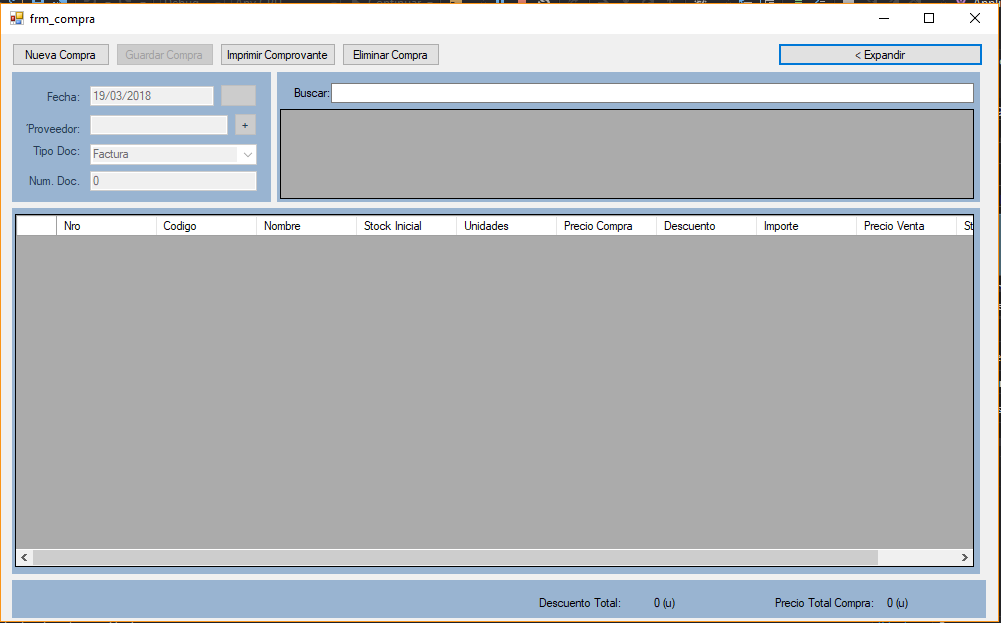 frm_compra
Nueva Compra Guardar Compra Imprimir Comprovante Eliminar Compra < Expandir
Fecha: 19/03/2018
Buscar:
'Proveedor: +
Tipo Doc: Factura
Num. Doc. 0
Nro Codigo Nombre Stock Inicial Unidades Precio Compra Descuento Importe Precio Venta St
Descuento Total: 0 (u) Precio Total Compra: 0 (u)